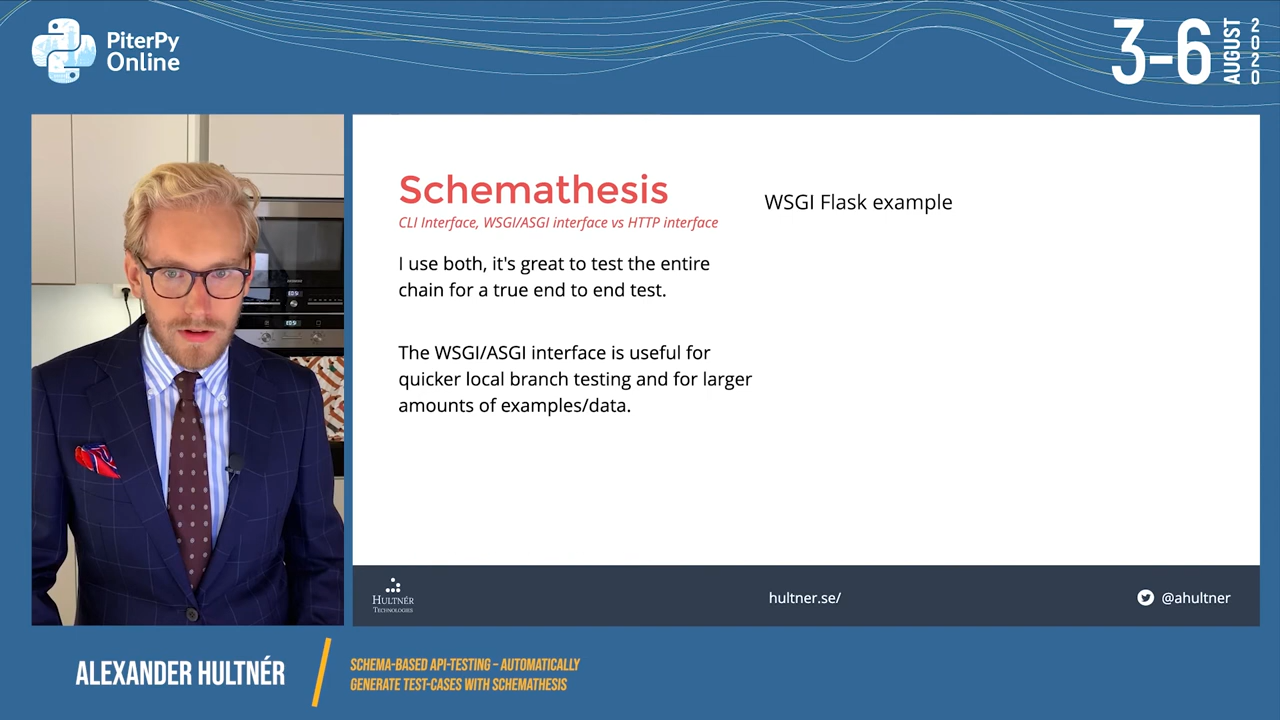 PiterPy
Online
3-6
AUGUST
2020
Schemathesis
CLI Interface, WSGI/ASGI interface vs HTTP interface
I use both, it's great to test the entire
chain for a true end to end test.
The WSGI/ASGI interface is useful for
quicker local branch testing and for larger
amounts of examples/data.
WSGI Flask example
HULTNÉR
TECHNOLOGIES
hultner.se/
@ahultner
ALEXANDER HULTNÉR
SCHEMA-BASED API-TESTING – AUTOMATICALLY
GENERATE TEST-CASES WITH SCHEMATHESIS